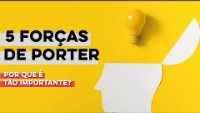 5 FORÇAS
DE PORTER
POR QUE É
TÃO IMPORTANTE?